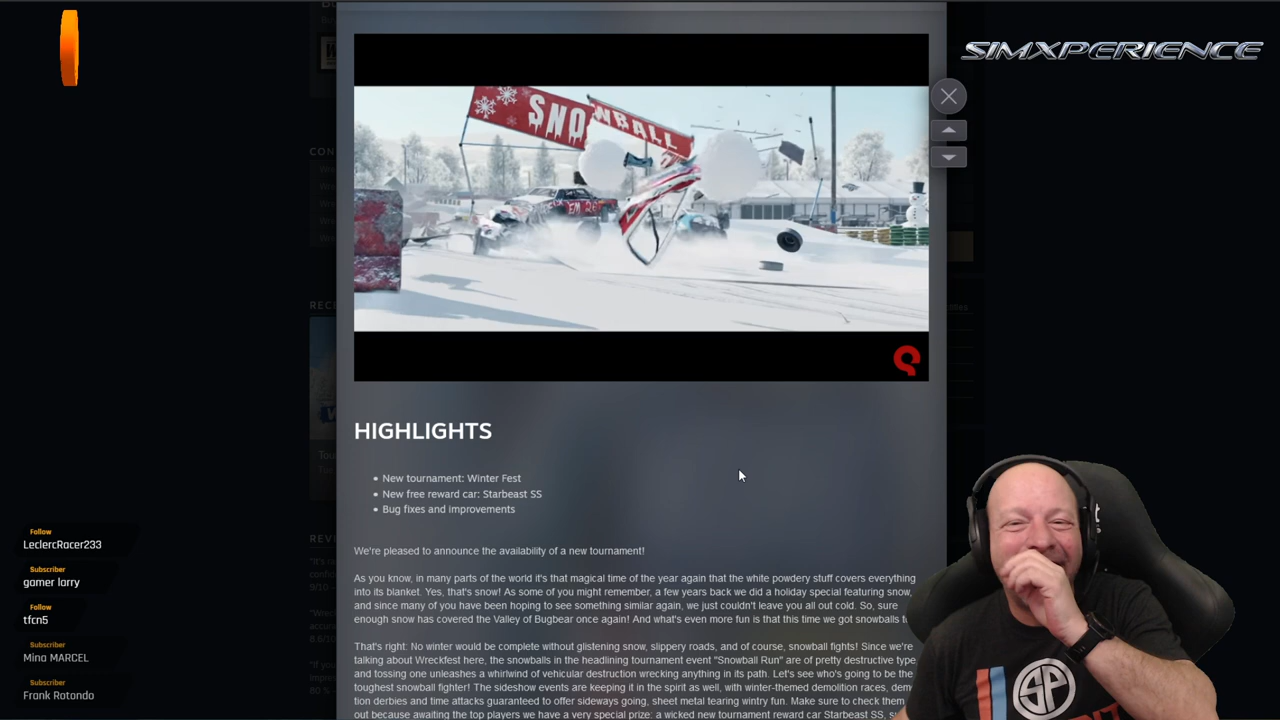 SIMXPERIENCE
SNOWBALL
HIGHLIGHTS
• New tournament: Winter Fest
• New free reward car: Starbeast SS
• Bug fixes and improvements
We're pleased to announce the availability of a new tournament!
As you know, in many parts of the world it's that magical time of the year again that the white powdery stuff covers everything
into its blanket. Yes, that's snow! As some of you might remember, a few years back we did a holiday special featuring snow,
and since many of you have been hoping to see something similar again, we just couldn't leave you all out cold. So, sure
enough snow has covered the Valley of Bugbear once again! And what's even more fun is that this time we got snowballs
That's right: No winter would be complete without glistening snow, slippery roads, and of course, snowball fights! Since we're
talking about Wreckfest here, the snowballs in the headlining tournament event "Snowball Run" are of pretty destructive type
and tossing one unleashes a whirlwind of vehicular destruction wrecking anything in its path. Let's see who's going to be the
toughest snowball fighter! The sideshow events are keeping it in the spirit as well, with winter-themed demolition races, dem
tion derbies and time attacks guaranteed to offer sideways going, sheet metal tearing wintry fun. Make sure to check them
out because awaiting the top players we have a very special prize: a wicked new tournament reward car Starbeast SS,
Follow
LeclercRacer233
Subscriber
gamer larry
Follow
tfcn5
Subscriber
Mina MARCEL
Subscriber
Frank Rotondo
CON
RECE
REVI
SP